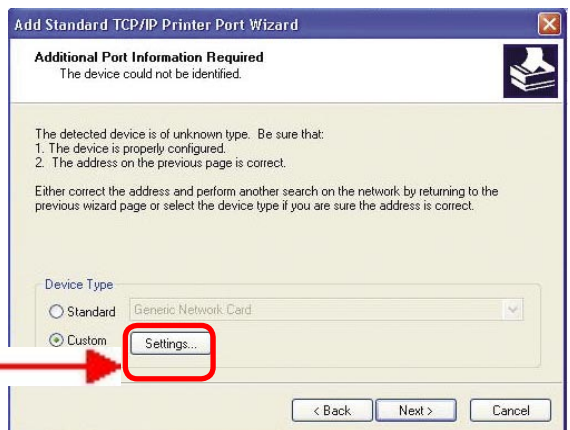 Add Standard TCP/IP Printer Port Wizard
Additional Port Information Required
The device could not be identified.
The detected device is of unknown type. Be sure that:
1. The device is properly configured.
2. The address on the previous page is correct.
Either correct the address and perform another search on the network by returning to the
previous wizard page or select the device type if you are sure the address is correct.
Device Type
Standard
Generic Network Card
Custom
Settings...
< Back
Next >
Cancel